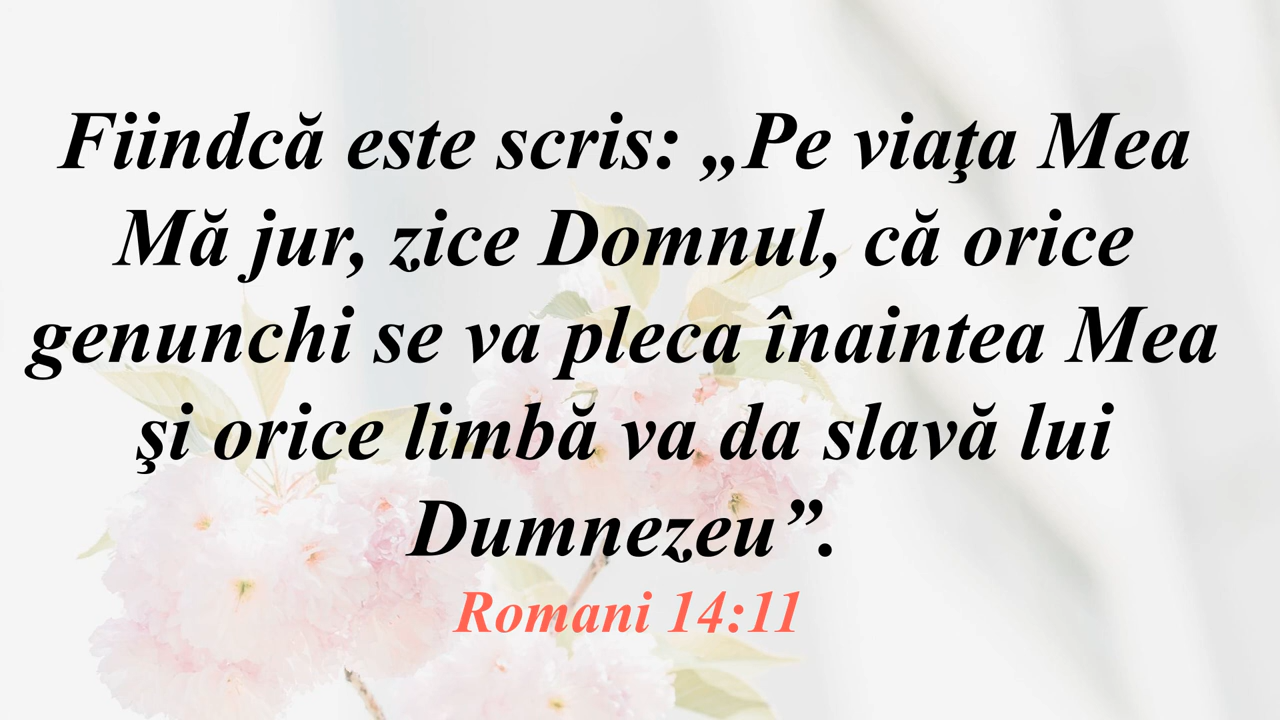 Fiindcă este scris: „Pe viaţa Mea
Mă jur, zice Domnul, că orice
genunchi se va pleca înaintea Mea
şi orice limbă va da slavă lui
Dumnezeu”.
Romani 14:11